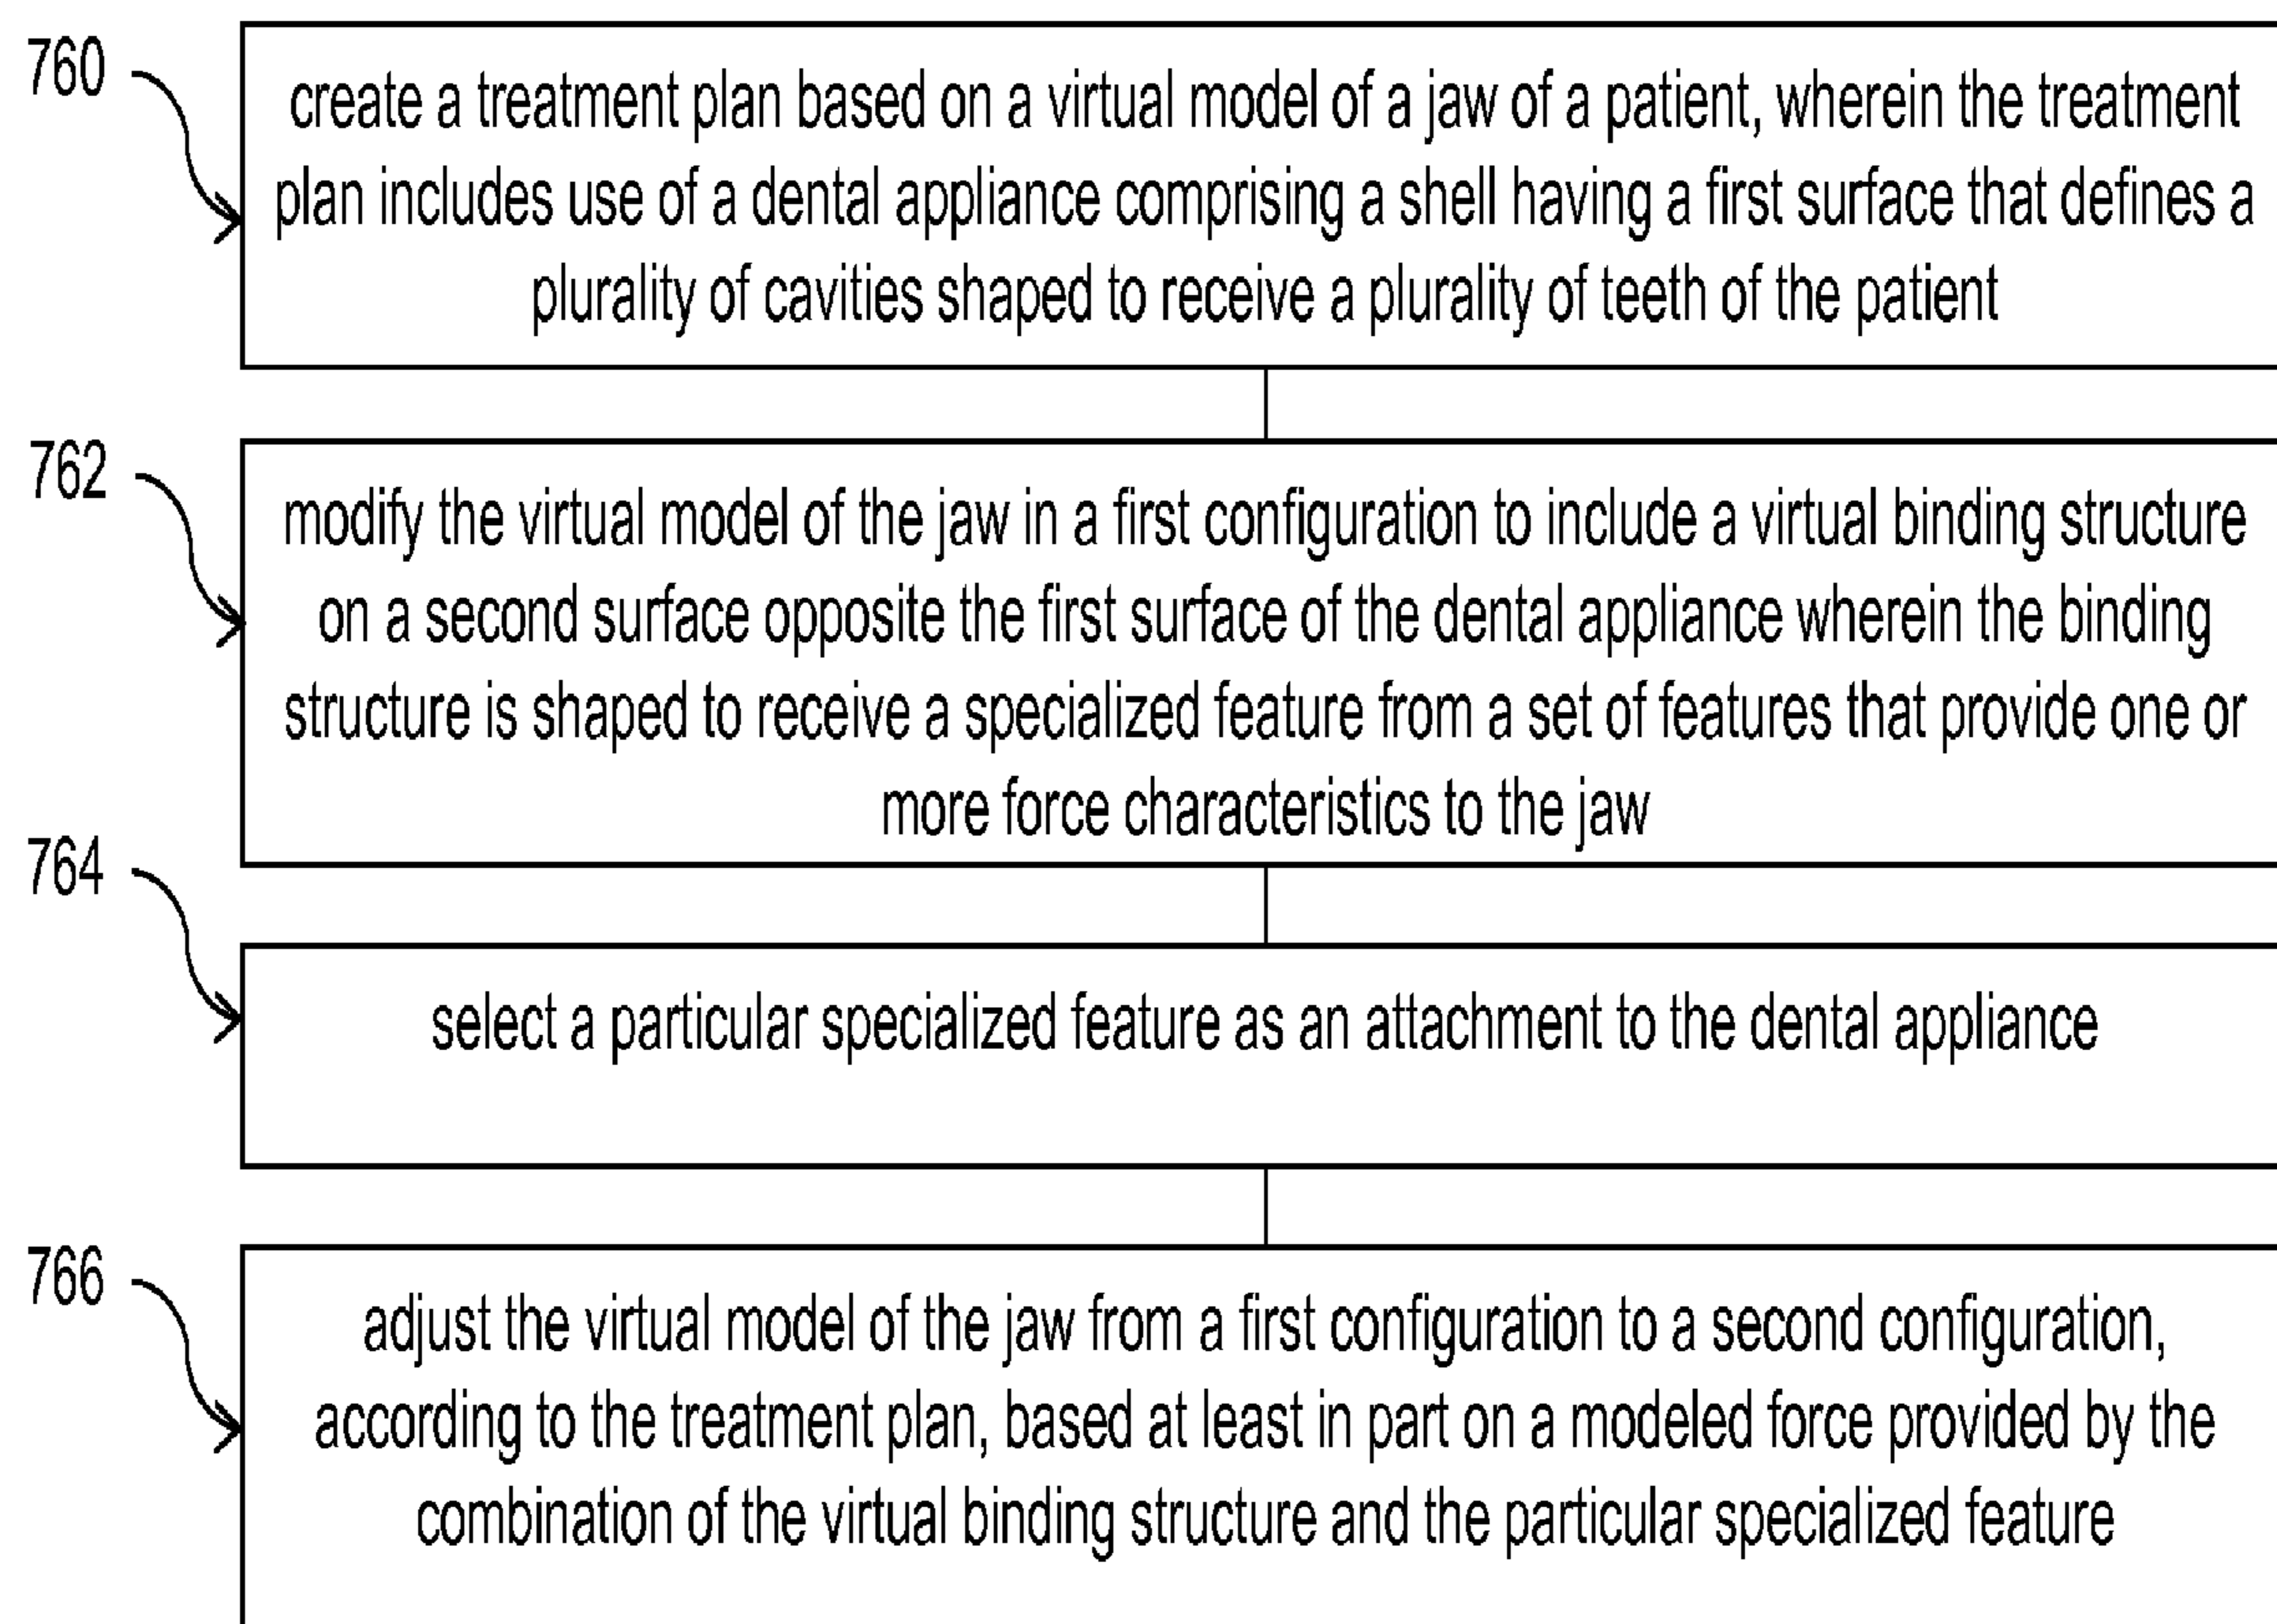 760
create a treatment plan based on a virtual model of a jaw of a patient, wherein the treatment
plan includes use of a dental appliance comprising a shell having a first surface that defines a
plurality of cavities shaped to receive a plurality of teeth of the patient
762
modify the virtual model of the jaw in a first configuration to include a virtual binding structure
on a second surface opposite the first surface of the dental appliance wherein the binding
structure is shaped to receive a specialized feature from a set of features that provide one or
more force characteristics to the jaw
764
select a particular specialized feature as an attachment to the dental appliance
766
adjust the virtual model of the jaw from a first configuration to a second configuration,
according to the treatment plan, based at least in part on a modeled force provided by the
combination of the virtual binding structure and the particular specialized feature